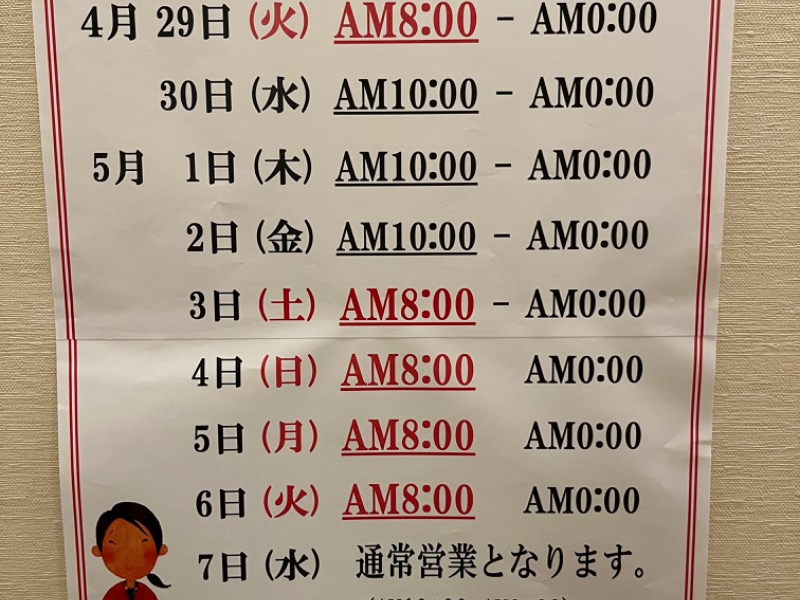 4月 29日 (火) AM8:00 - AM0:00
30日 (水) AM10:00 - AM0:00
5月 1日 (木) AM10:00 - AM0:00
2日 (金) AM10:00 - AM0:00
3日 (土) AM8:00 - AM0:00
4日 (日) AM8:00 AM0:00
5日 (月) AM8:00 AM0:00
6日 (火) AM8:00 AM0:00
7日 (水) 通常営業となります。